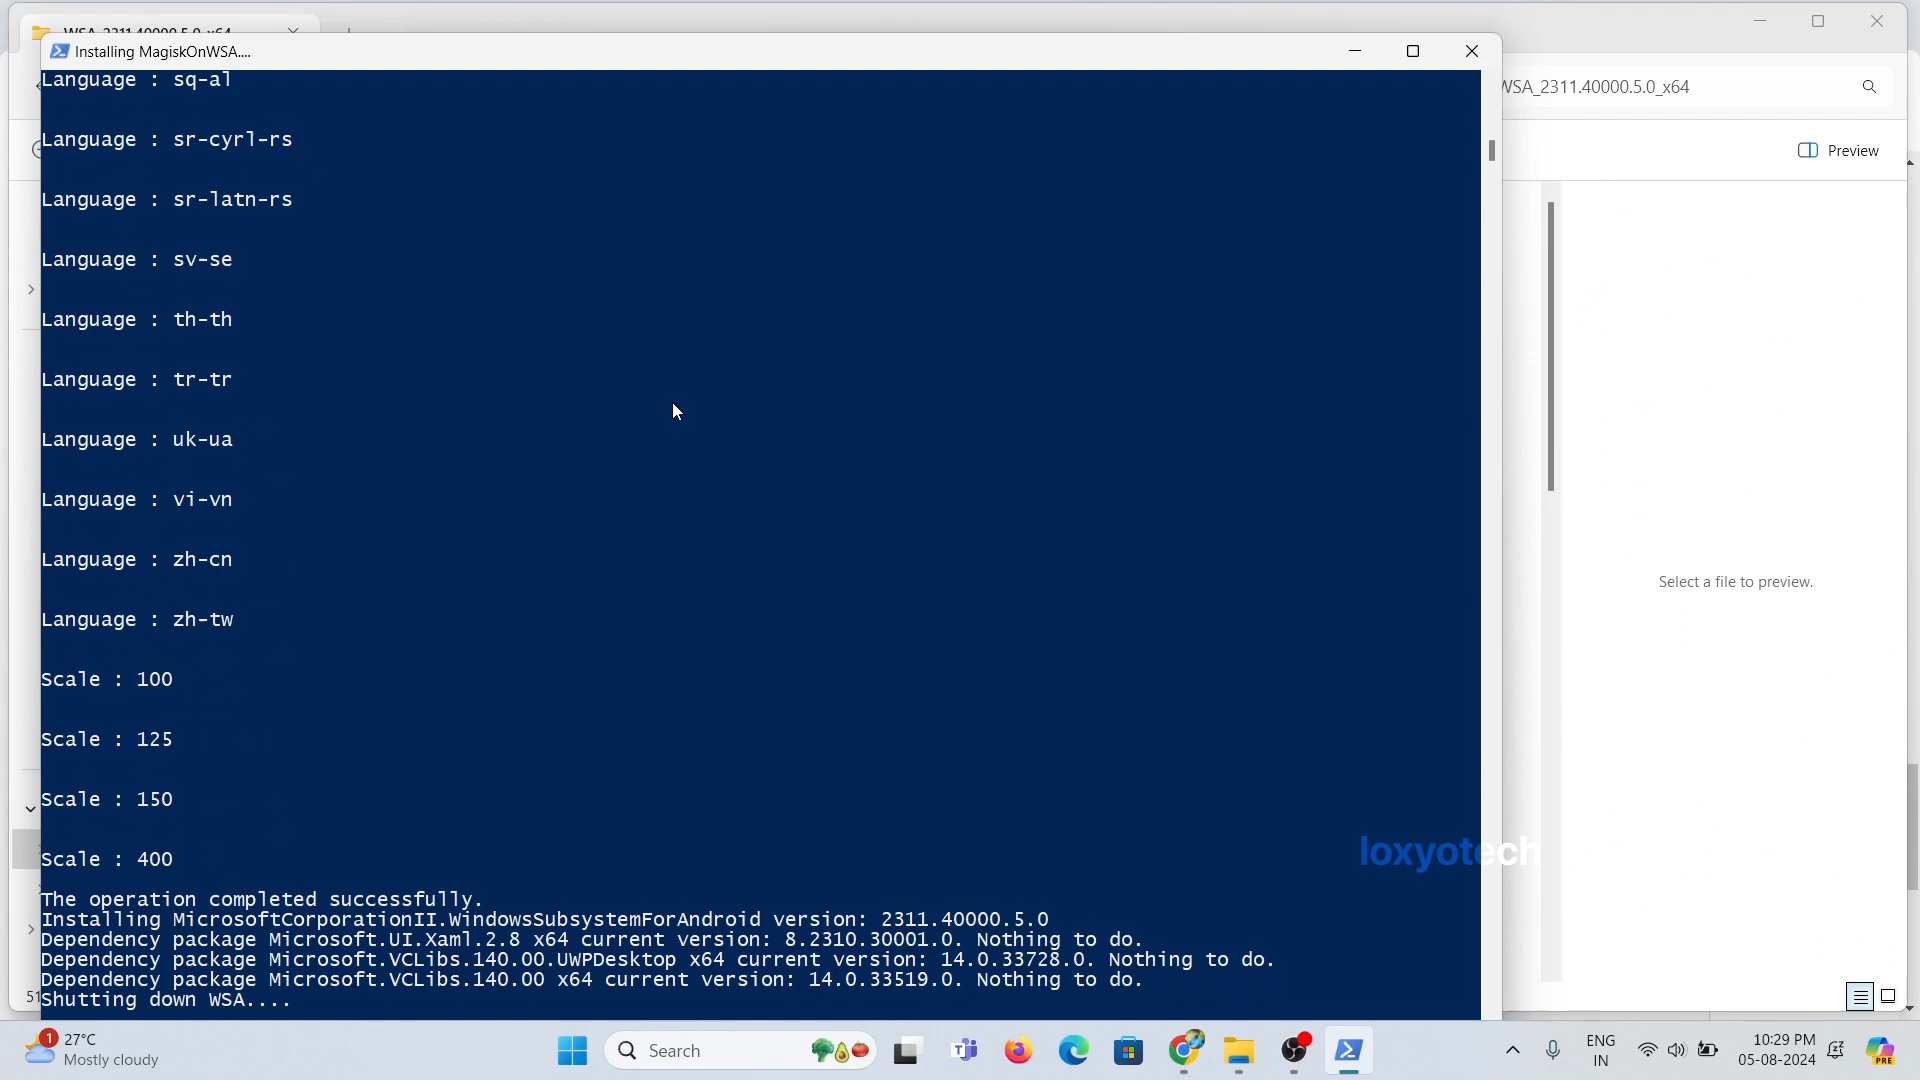 WSA_2311.40000.5.0_x64
Installing MagiskOnWSA....
WSA_2311.40000.5.0_x64
Preview
Language : sq-al
Language : sr-cyrl-rs
Language : sr-latn-rs
Language : sv-se
Language : th-th
Language : tr-tr
Language : uk-ua
Language : vi-vn
Language : zh-cn
Language : zh-tw
Scale : 100
Scale : 125
Scale : 150
Scale : 400
The operation completed successfully.
Installing MicrosoftCorporationII.WindowsSubsystemForAndroid version: 2311.40000.5.0
Dependency package Microsoft.UI.Xaml.2.8 x64 current version: 8.2310.30001.0. Nothing to do.
Dependency package Microsoft.VCLibs.140.00.UWPDesktop x64 current version: 14.0.33728.0. Nothing to do.
Dependency package Microsoft.VCLibs.140.00 x64 current version: 14.0.33519.0. Nothing to do.
Shutting down WSA....
Select a file to preview.
loxyotech
51
1
27°C
Mostly cloudy
Search
ENG
IN
10:29 PM
05-08-2024
PRE